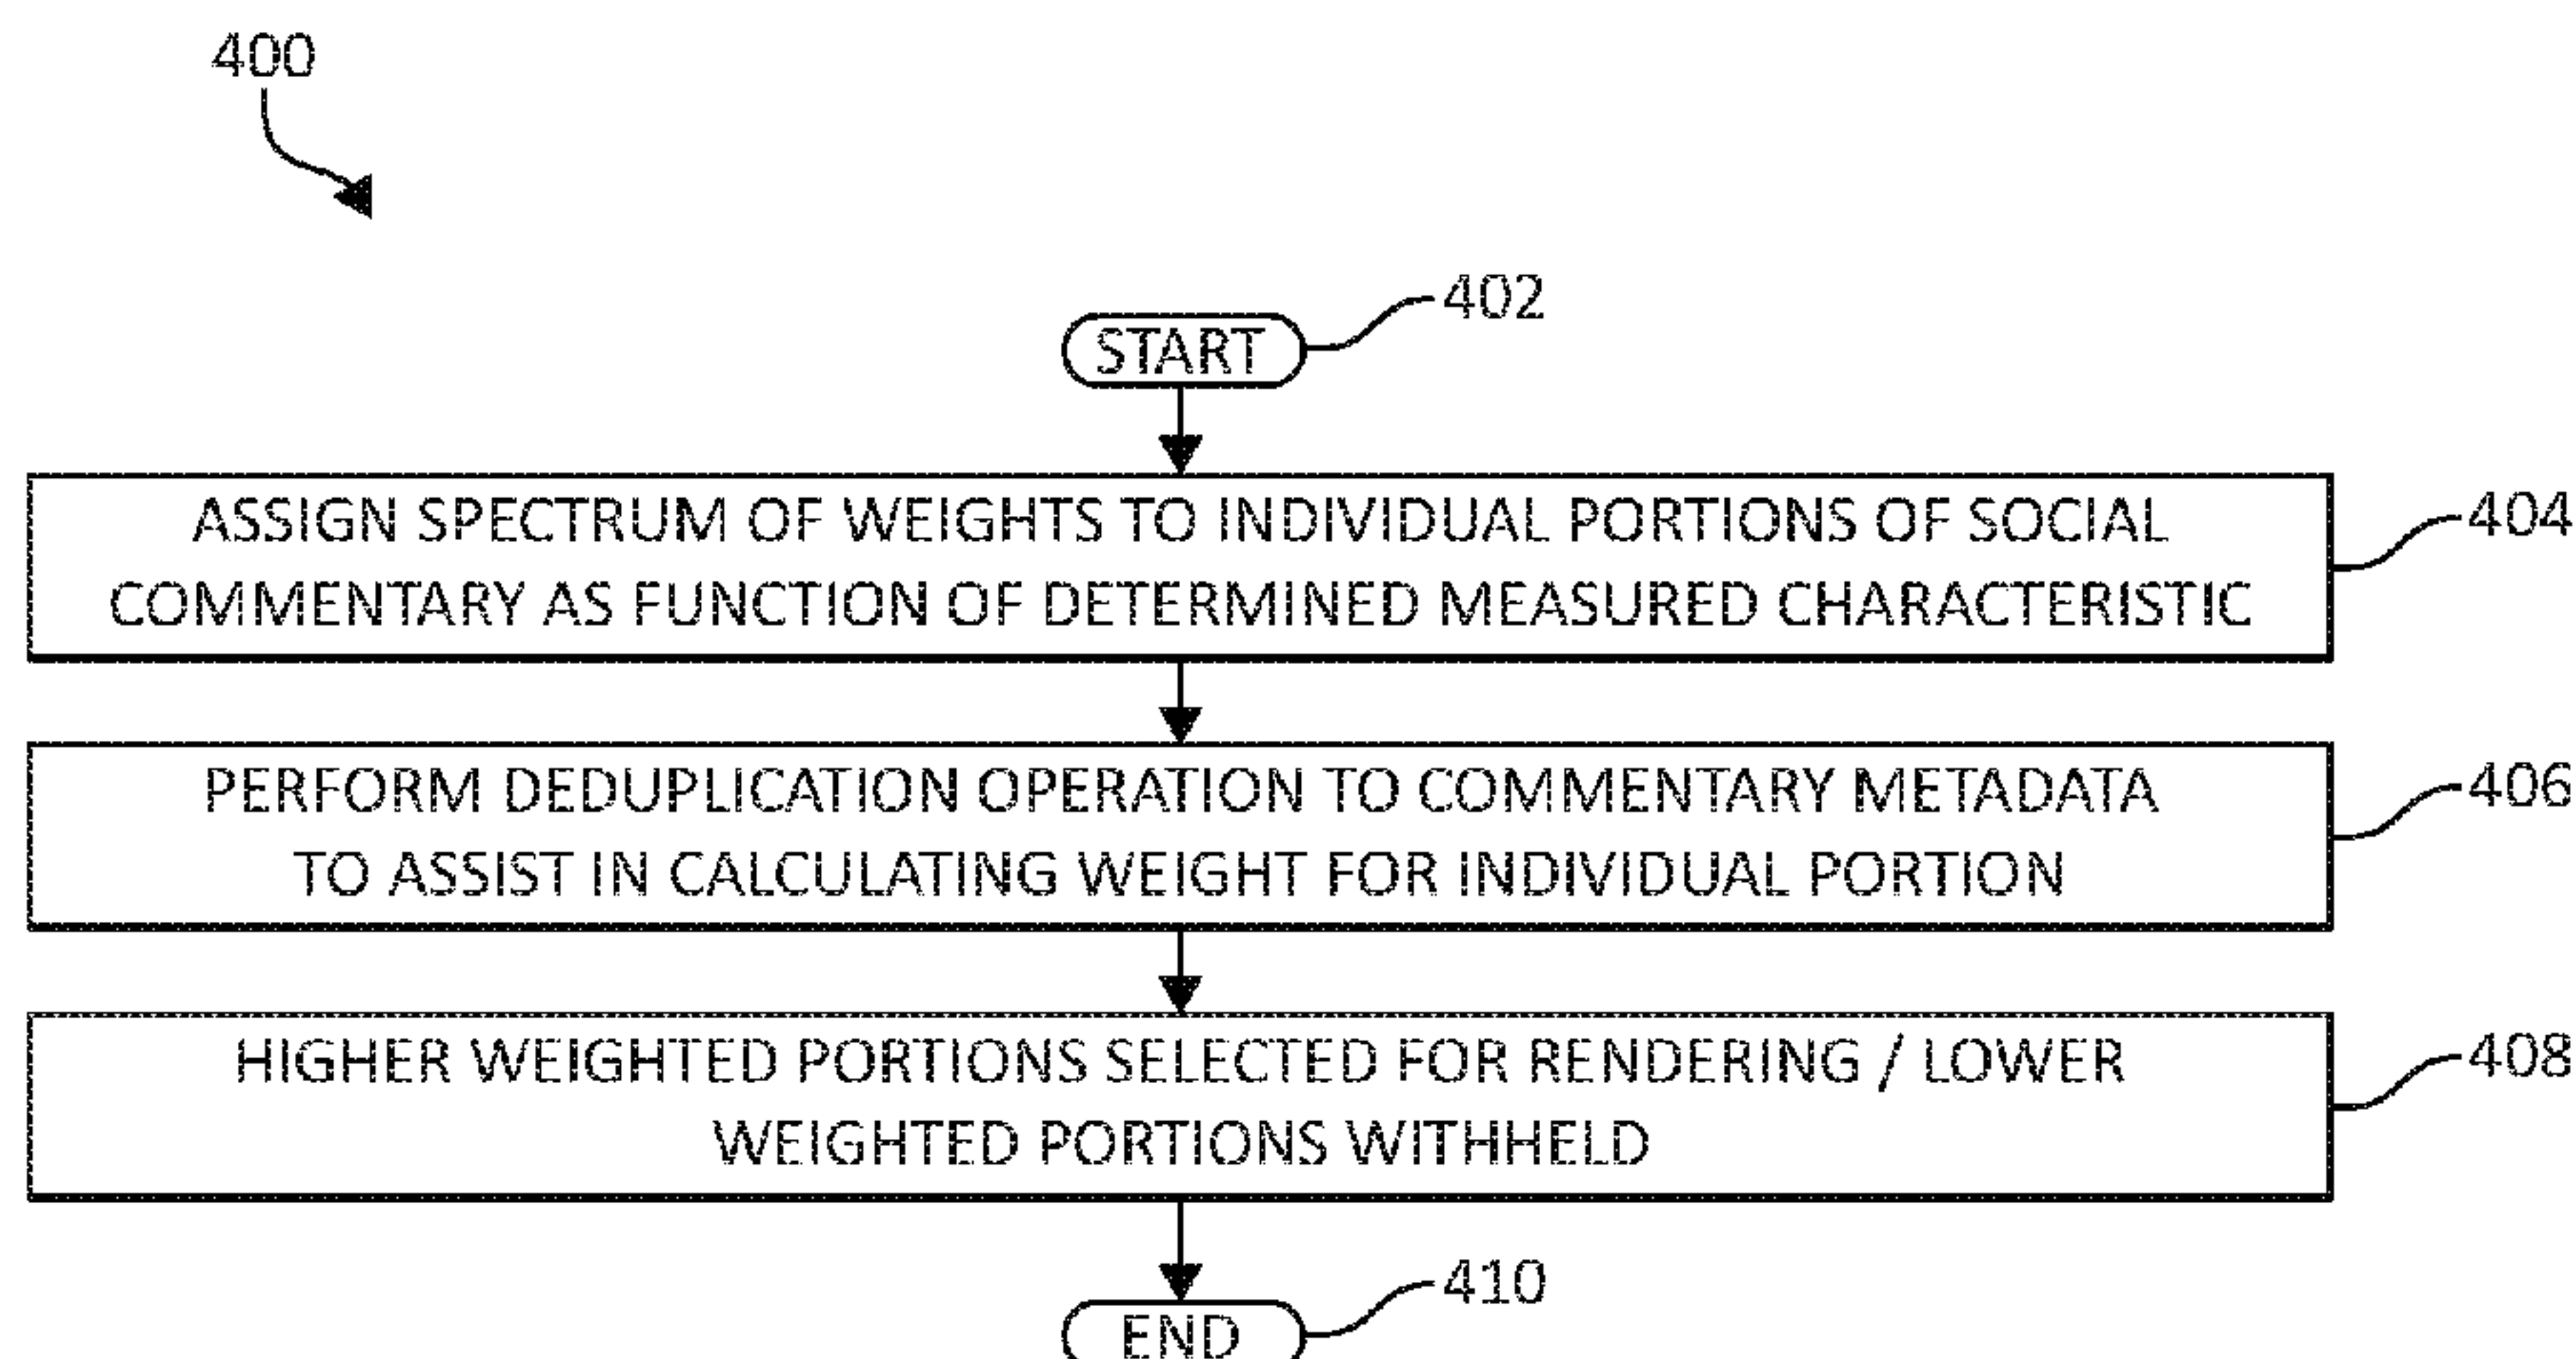 400
402
START
ASSIGN SPECTRUM OF WEIGHTS TO INDIVIDUAL PORTIONS OF SOCIAL
COMMENTARY AS FUNCTION OF DETERMINED MEASURED CHARACTERISTIC
404
PERFORM DEDUPLICATION OPERATION TO COMMENTARY METADATA
TO ASSIST IN CALCULATING WEIGHT FOR INDIVIDUAL PORTION
406
HIGHER WEIGHTED PORTIONS SELECTED FOR RENDERING / LOWER
WEIGHTED PORTIONS WITHHELD
408
410
END